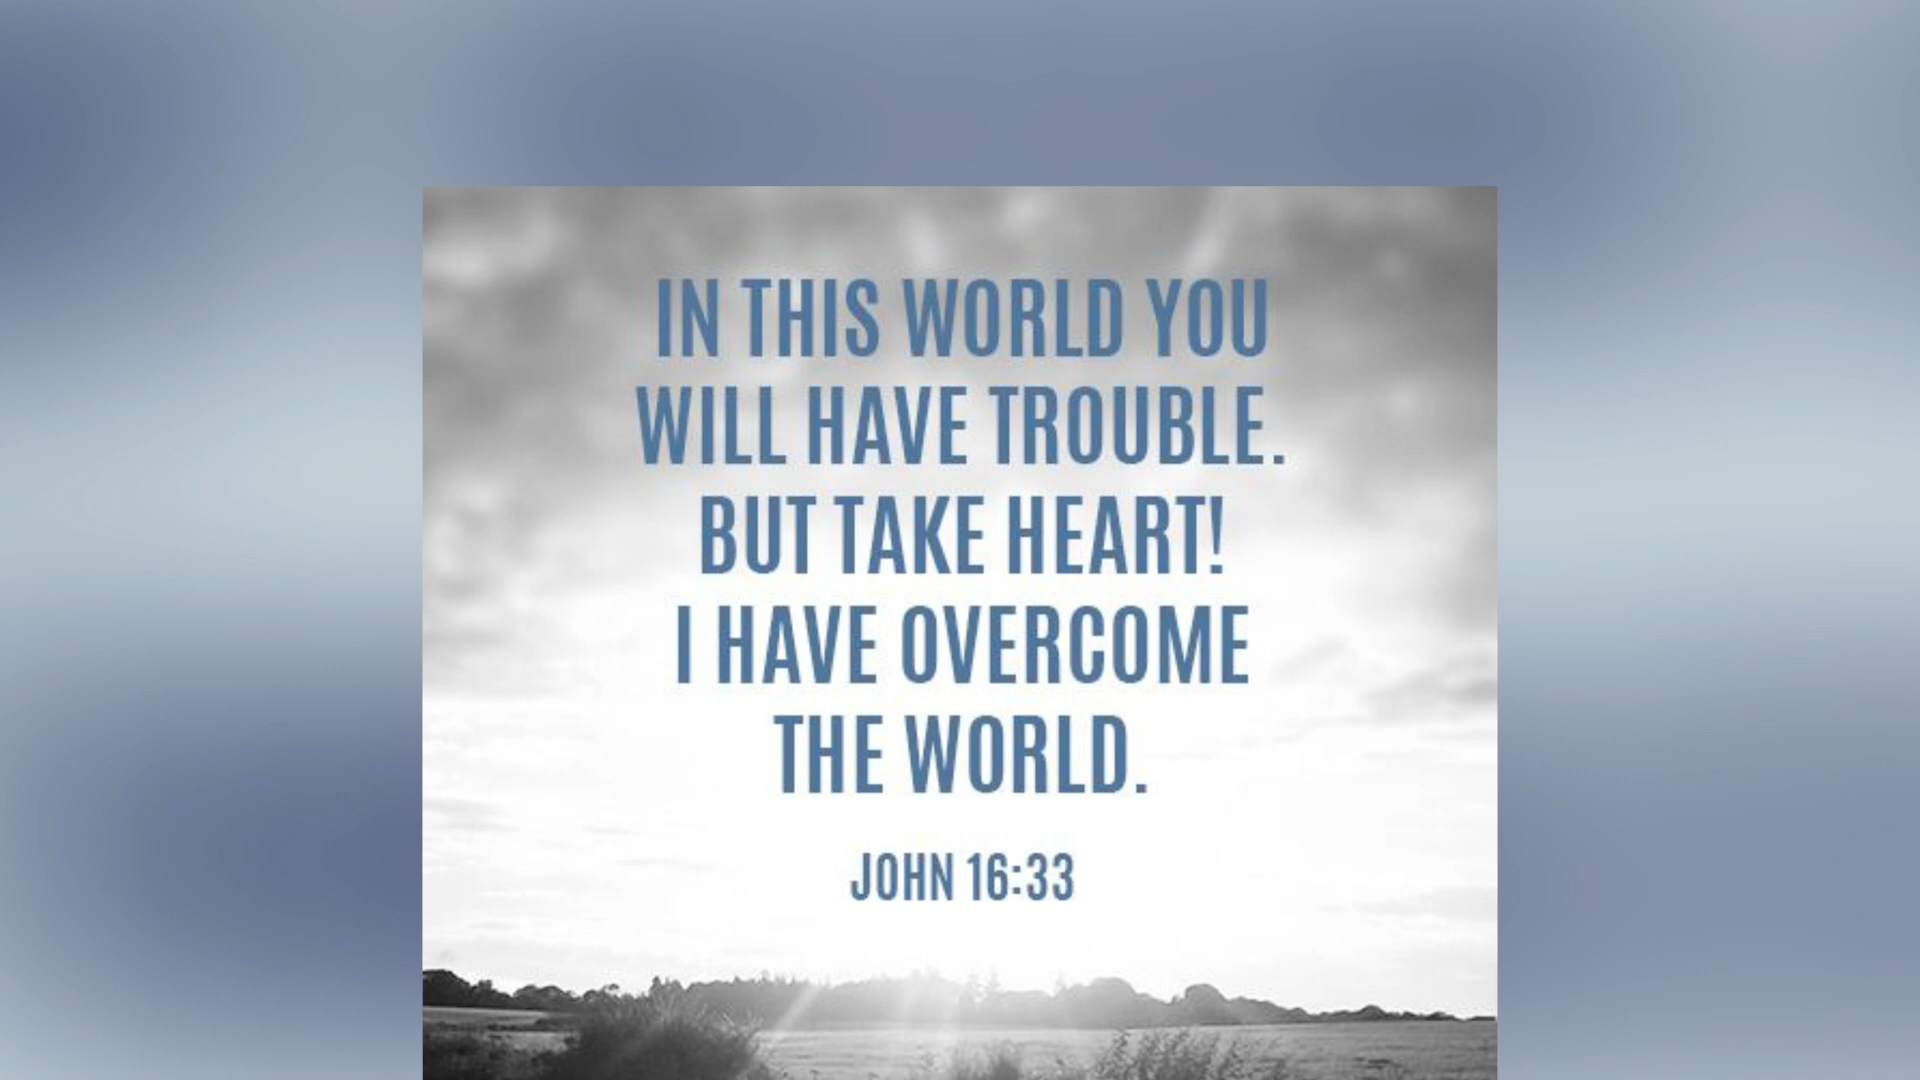 IN THIS WORLD YOU
WILL HAVE TROUBLE.
BUT TAKE HEART!
I HAVE OVERCOME
THE WORLD.
JOHN 16:33